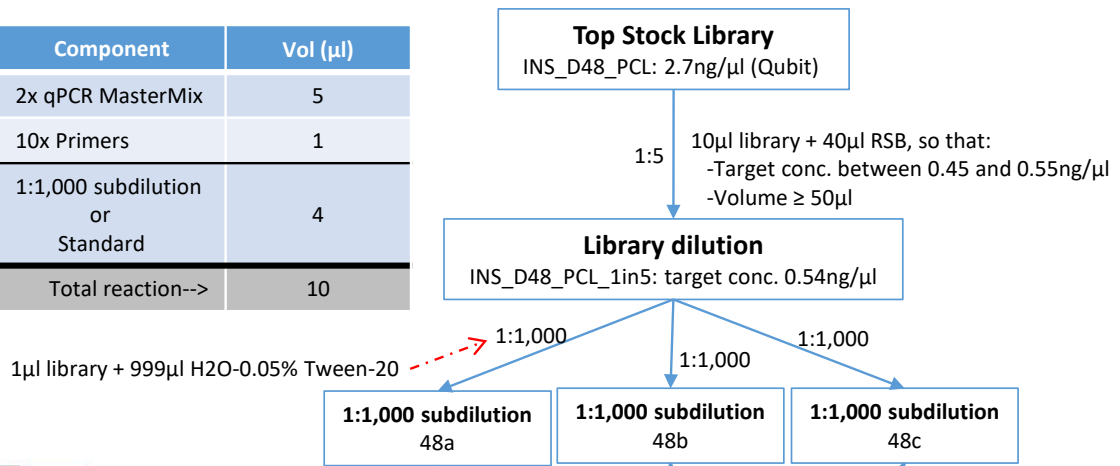 Component Vol (µl)
2x qPCR MasterMix 5
10x Primers 1
1:1,000 subdilution
or
Standard
4
Total reaction--> 10
Top Stock Library
INS_D48_PCL: 2.7ng/µl (Qubit)
1:5
10µl library + 40µl RSB, so that:
-Target conc. between 0.45 and 0.55ng/µl
-Volume ≥ 50µl
Library dilution
INS_D48_PCL_1in5: target conc. 0.54ng/µl
1µl library + 999µl H2O-0.05% Tween-20
1:1,000
1:1,000
1:1,000
1:1,000 subdilution
48a
1:1,000 subdilution
48b
1:1,000 subdilution
48c